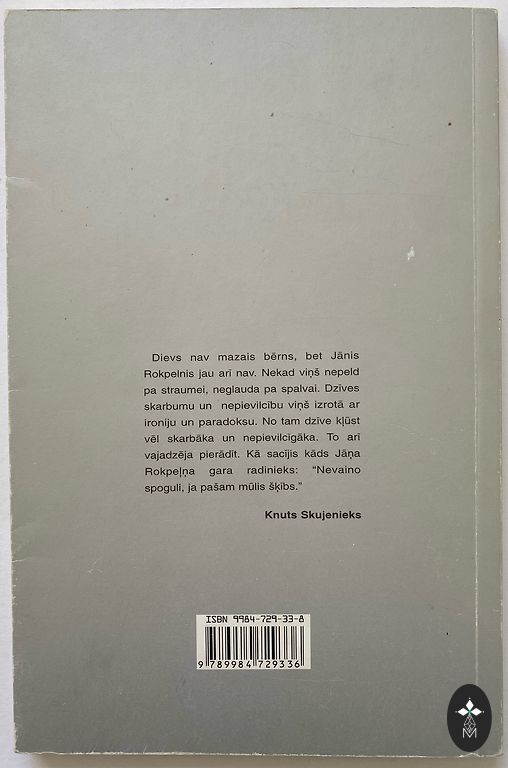 Dievs nav mazais bērns, bet Jānis
Rokpelnis jau arī nav. Nekad viņš nepeld
pa straumei, neglauda pa spalvai. Dzīves
skarbumu un nepievilcību viņš izrotā ar
ironiju un paradoksu. No tam dzīve kļūst
vēl skarbāka un nepievilcīgāka. To arī
vajadzēja pierādīt. Kā sacījis kāds Jāņa
Rokpeļņa gara radinieks: “Nevaino
spoguli, ja pašam mūlis šķībs.”
Knuts Skujenieks
ISBN 9984-729-33-8
9 789984 729336
M